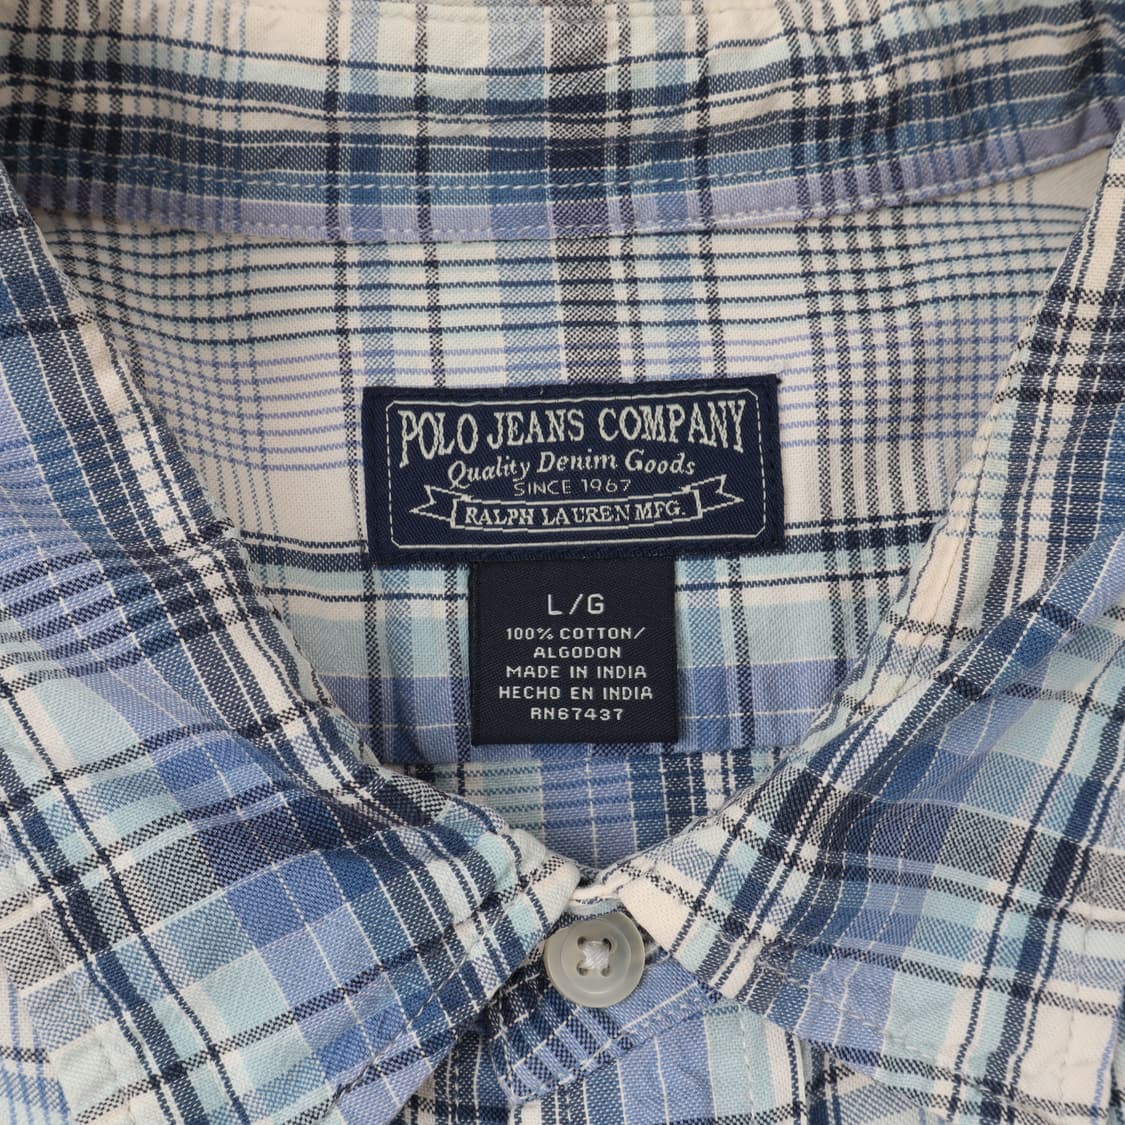 POLO JEANS COMPANY
Quality Denim Goods
SINCE 1967
RALPH LAUREN MFG.
L/G
100% COTTON/
ALGODON
MADE IN INDIA
HECHO EN INDIA
RN67437